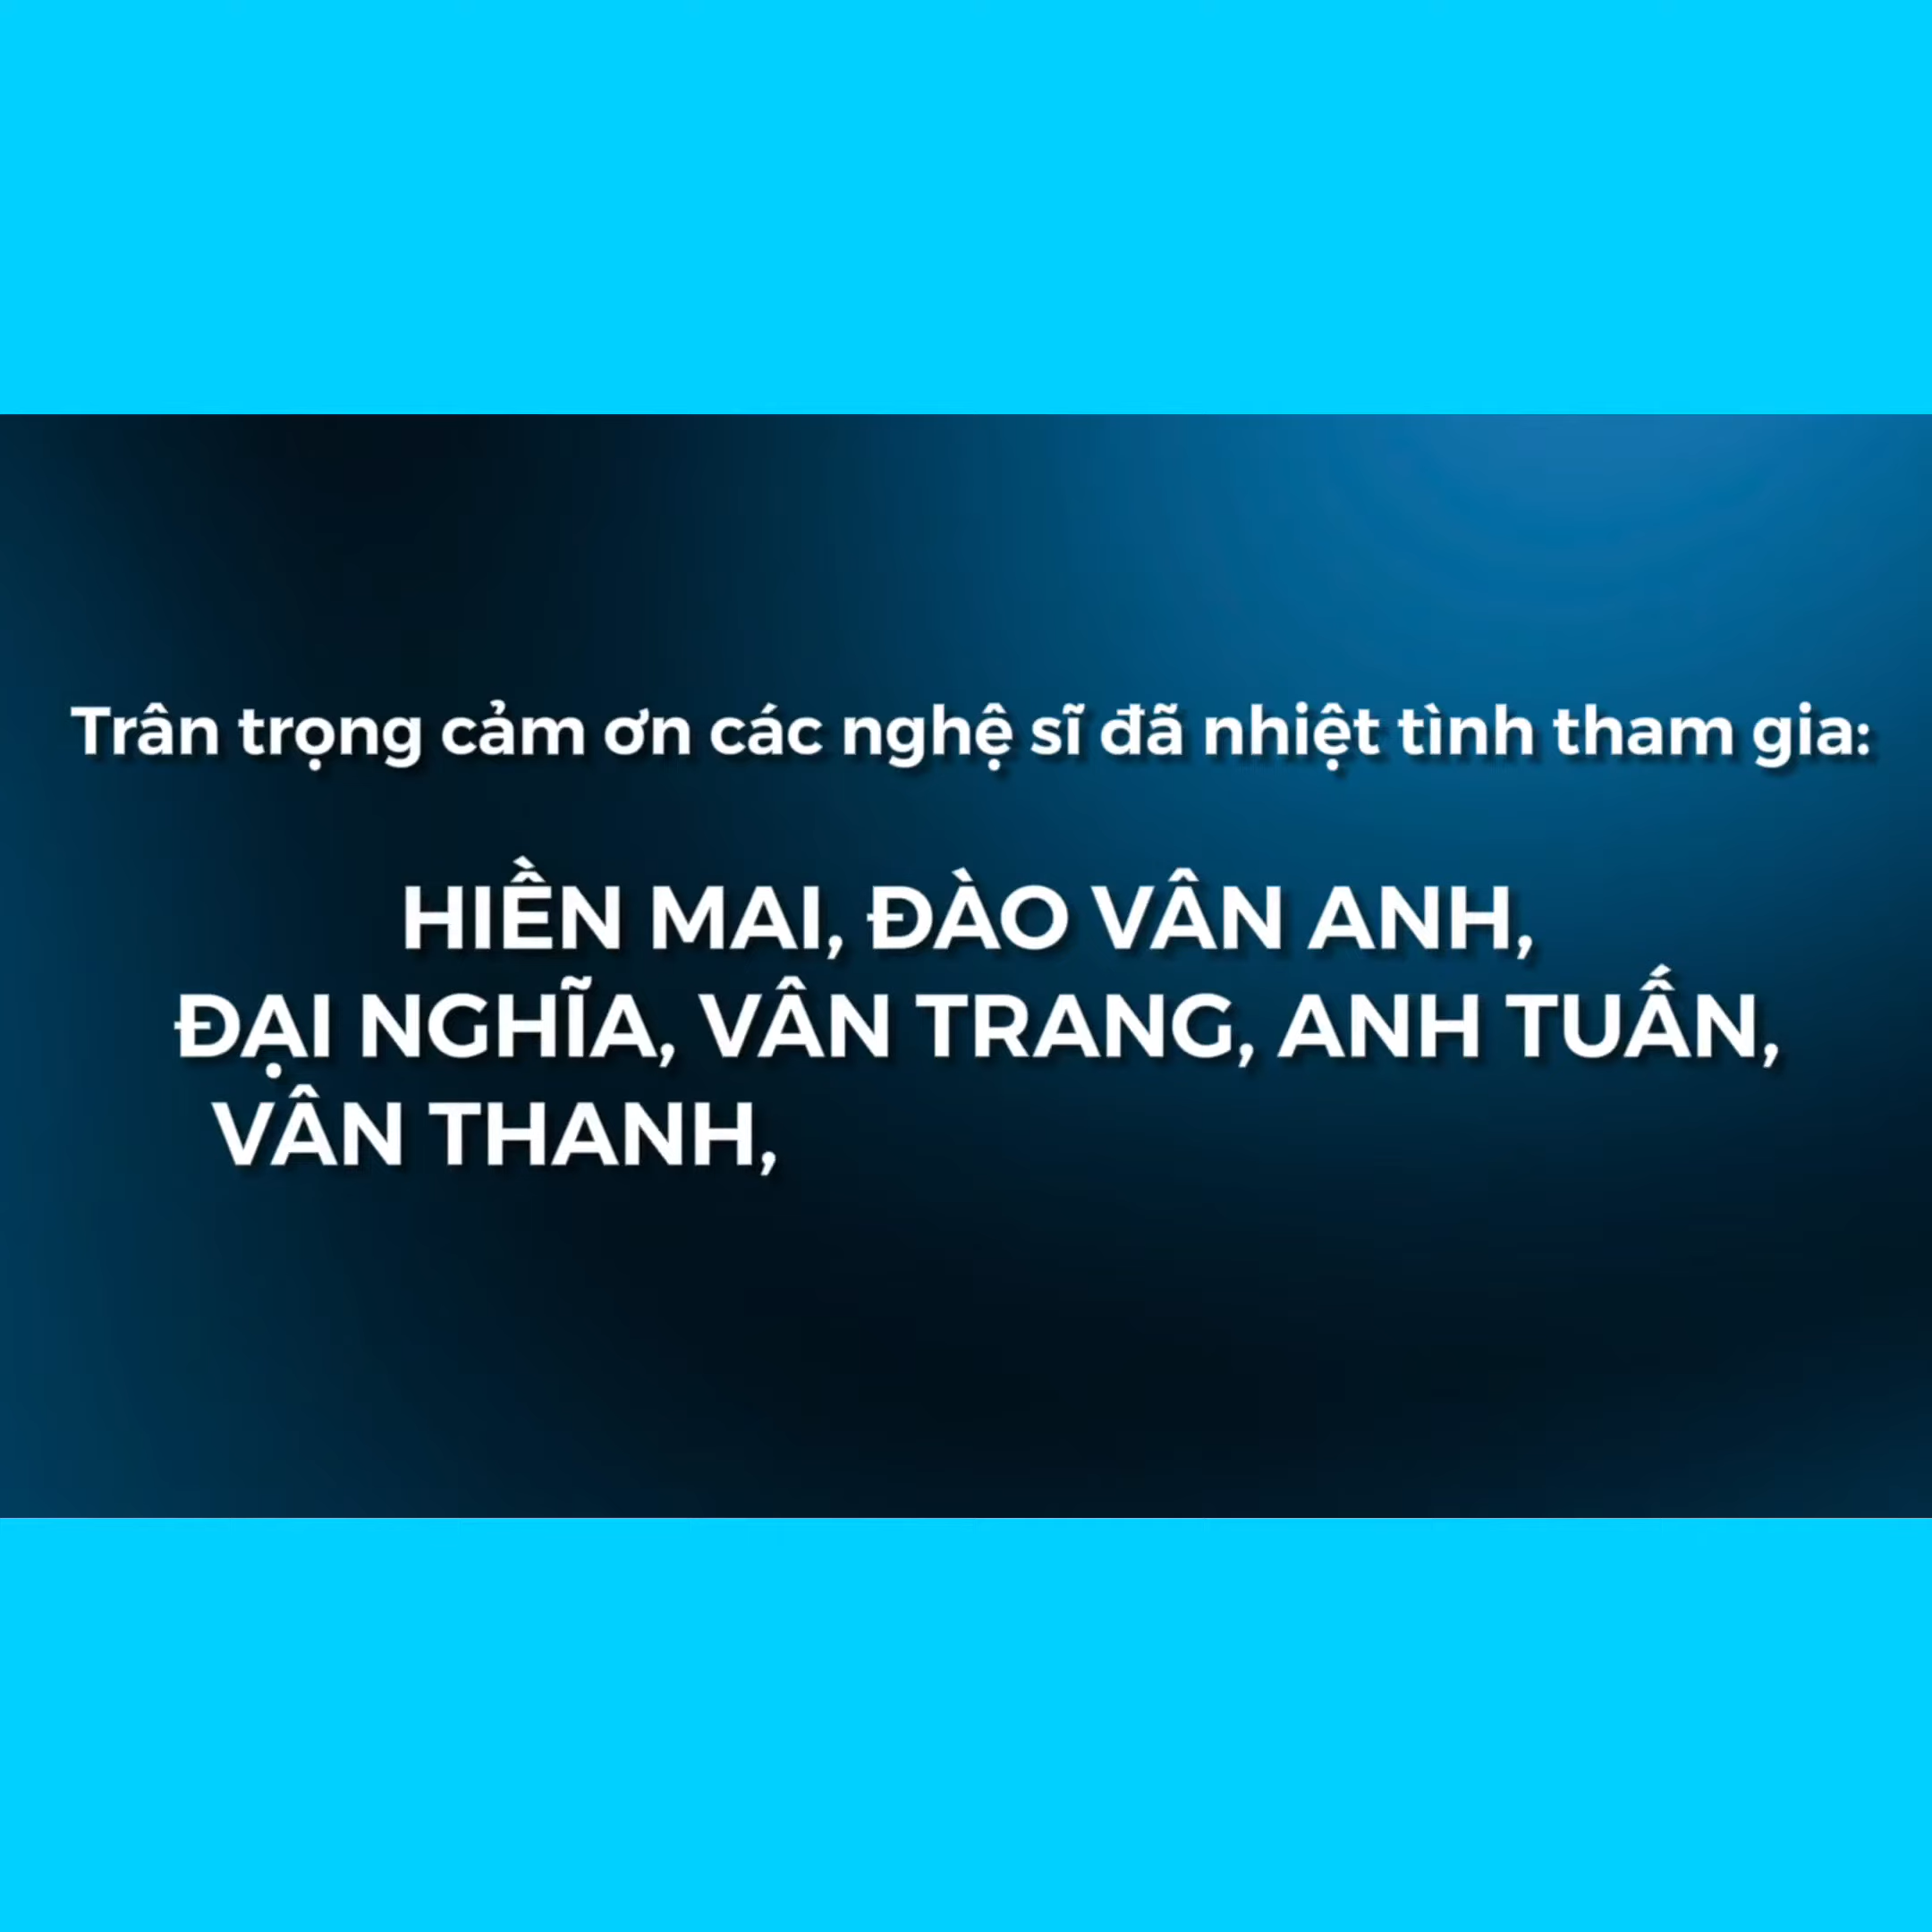 Trân trọng cảm ơn các nghệ sĩ đã nhiệt tình tham gia:
HIỀN MAI, ĐÀO VÂN ANH,
ĐẠI NGHĨA, VÂN TRANG, ANH TUẤN,
VÂN THANH,